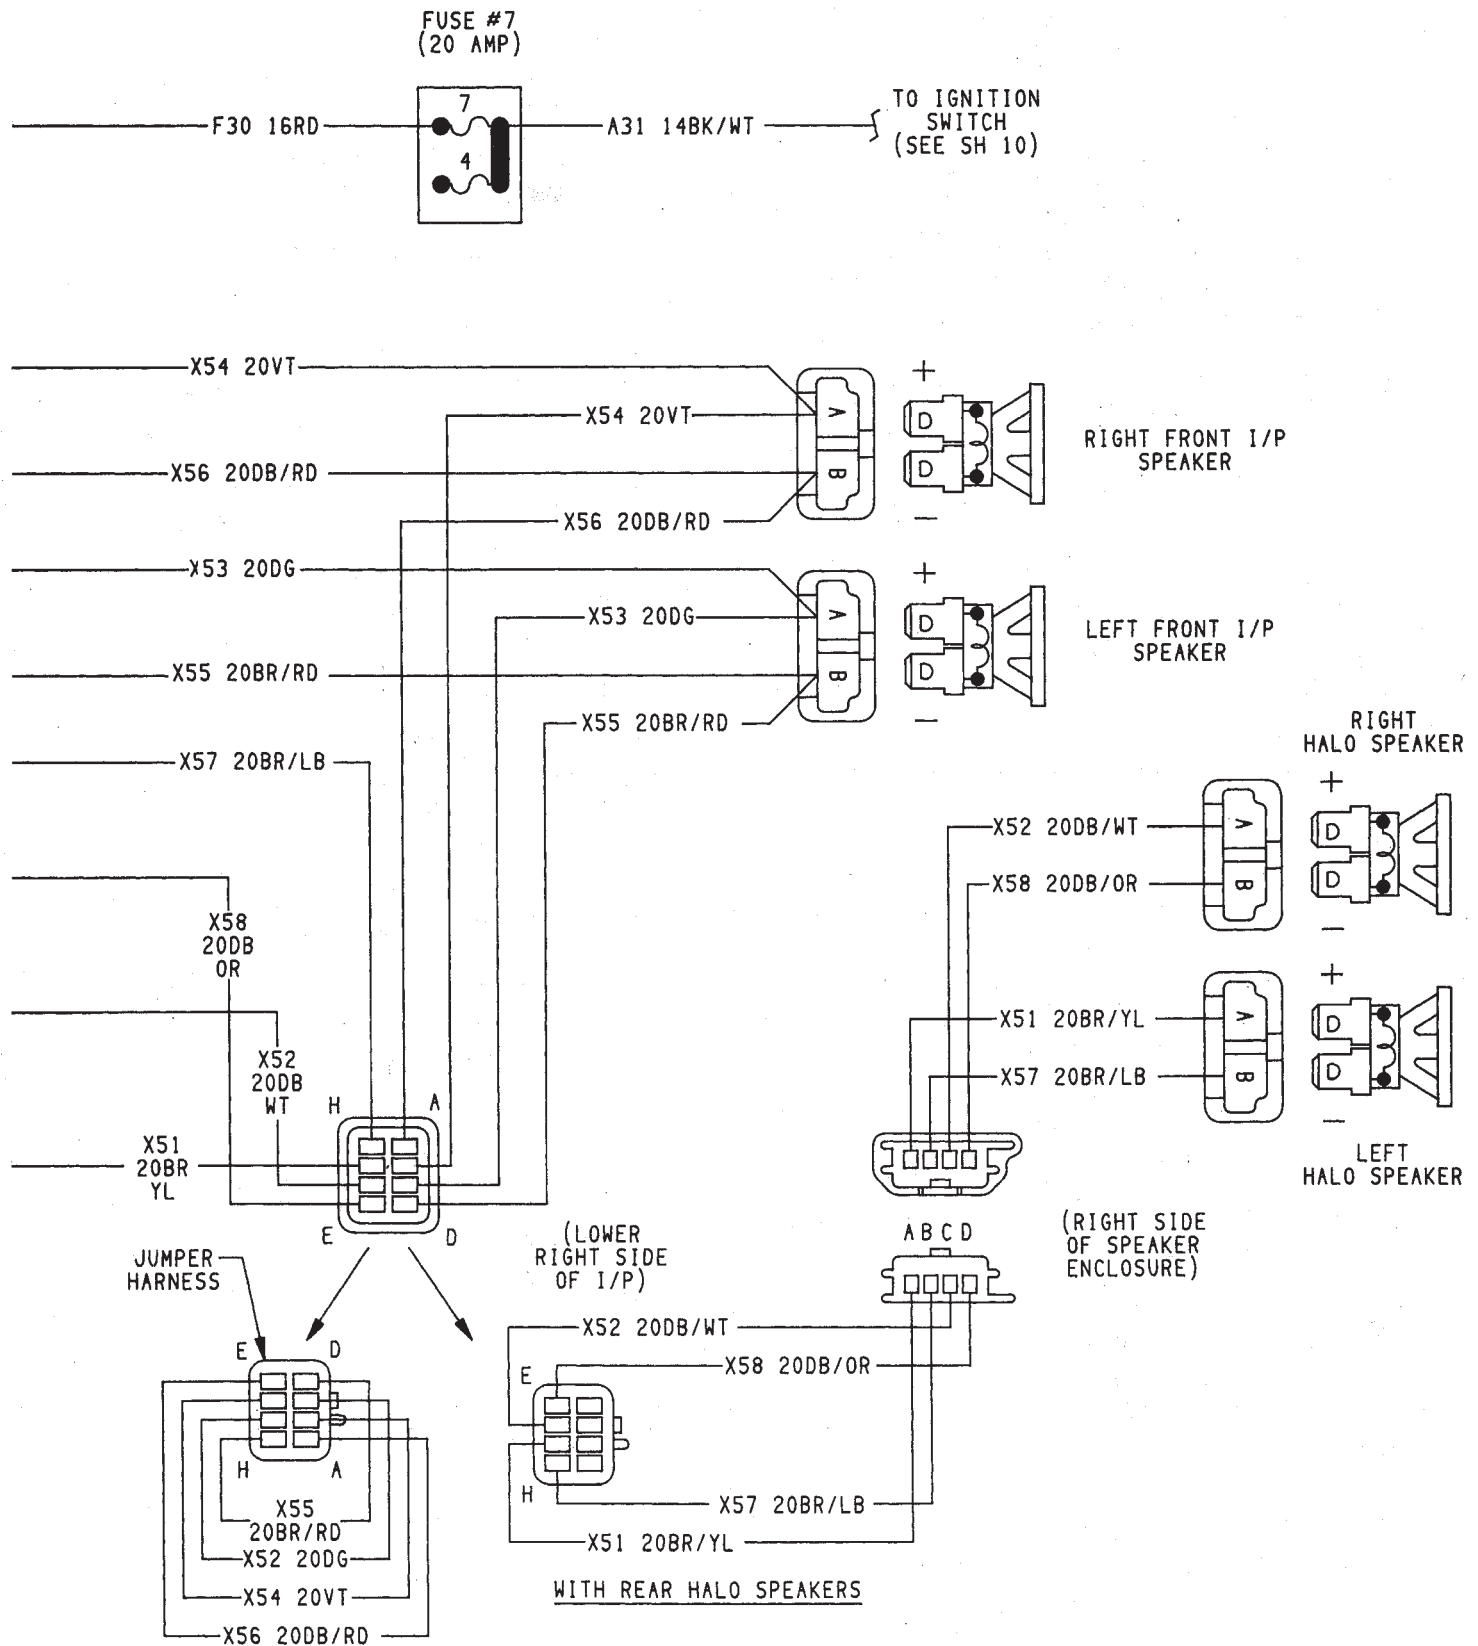 FUSE #7
(20 AMP)
7
F30 16RD
A31 14BK/WT
TO IGNITION
SWITCH
(SEE SH 10)
4
X54 20VT
+
A
D
X54 20VT
RIGHT FRONT I/P
SPEAKER
X56 20DB/RD
B
D
X56 20DB/RD
—
X53 20DG
+
A
D
X53 20DG
LEFT FRONT I/P
SPEAKER
X55 20BR/RD
B
D
X55 20BR/RD
—
RIGHT
HALO SPEAKER
X57 20BR/LB
+
X52 20DB/WT
A
D
X58 20DB/OR
B
D
X58
20DB
OR
—
+
X51 20BR/YL
A
D
X52
20DB
WT
X57 20BR/LB
B
D
H
A
—
X51
20BR
YL
LEFT
HALO SPEAKER
E
D
(LOWER
RIGHT SIDE
OF I/P)
A B C D
(RIGHT SIDE
OF SPEAKER
ENCLOSURE)
JUMPER
HARNESS
X52 20DB/WT
E
D
X58 20DB/OR
E
H
A
H
X57 20BR/LB
X55
20BR/RD
X51 20BR/YL
X52 20DG
X54 20VT
WITH REAR HALO SPEAKERS
X56 20DB/RD